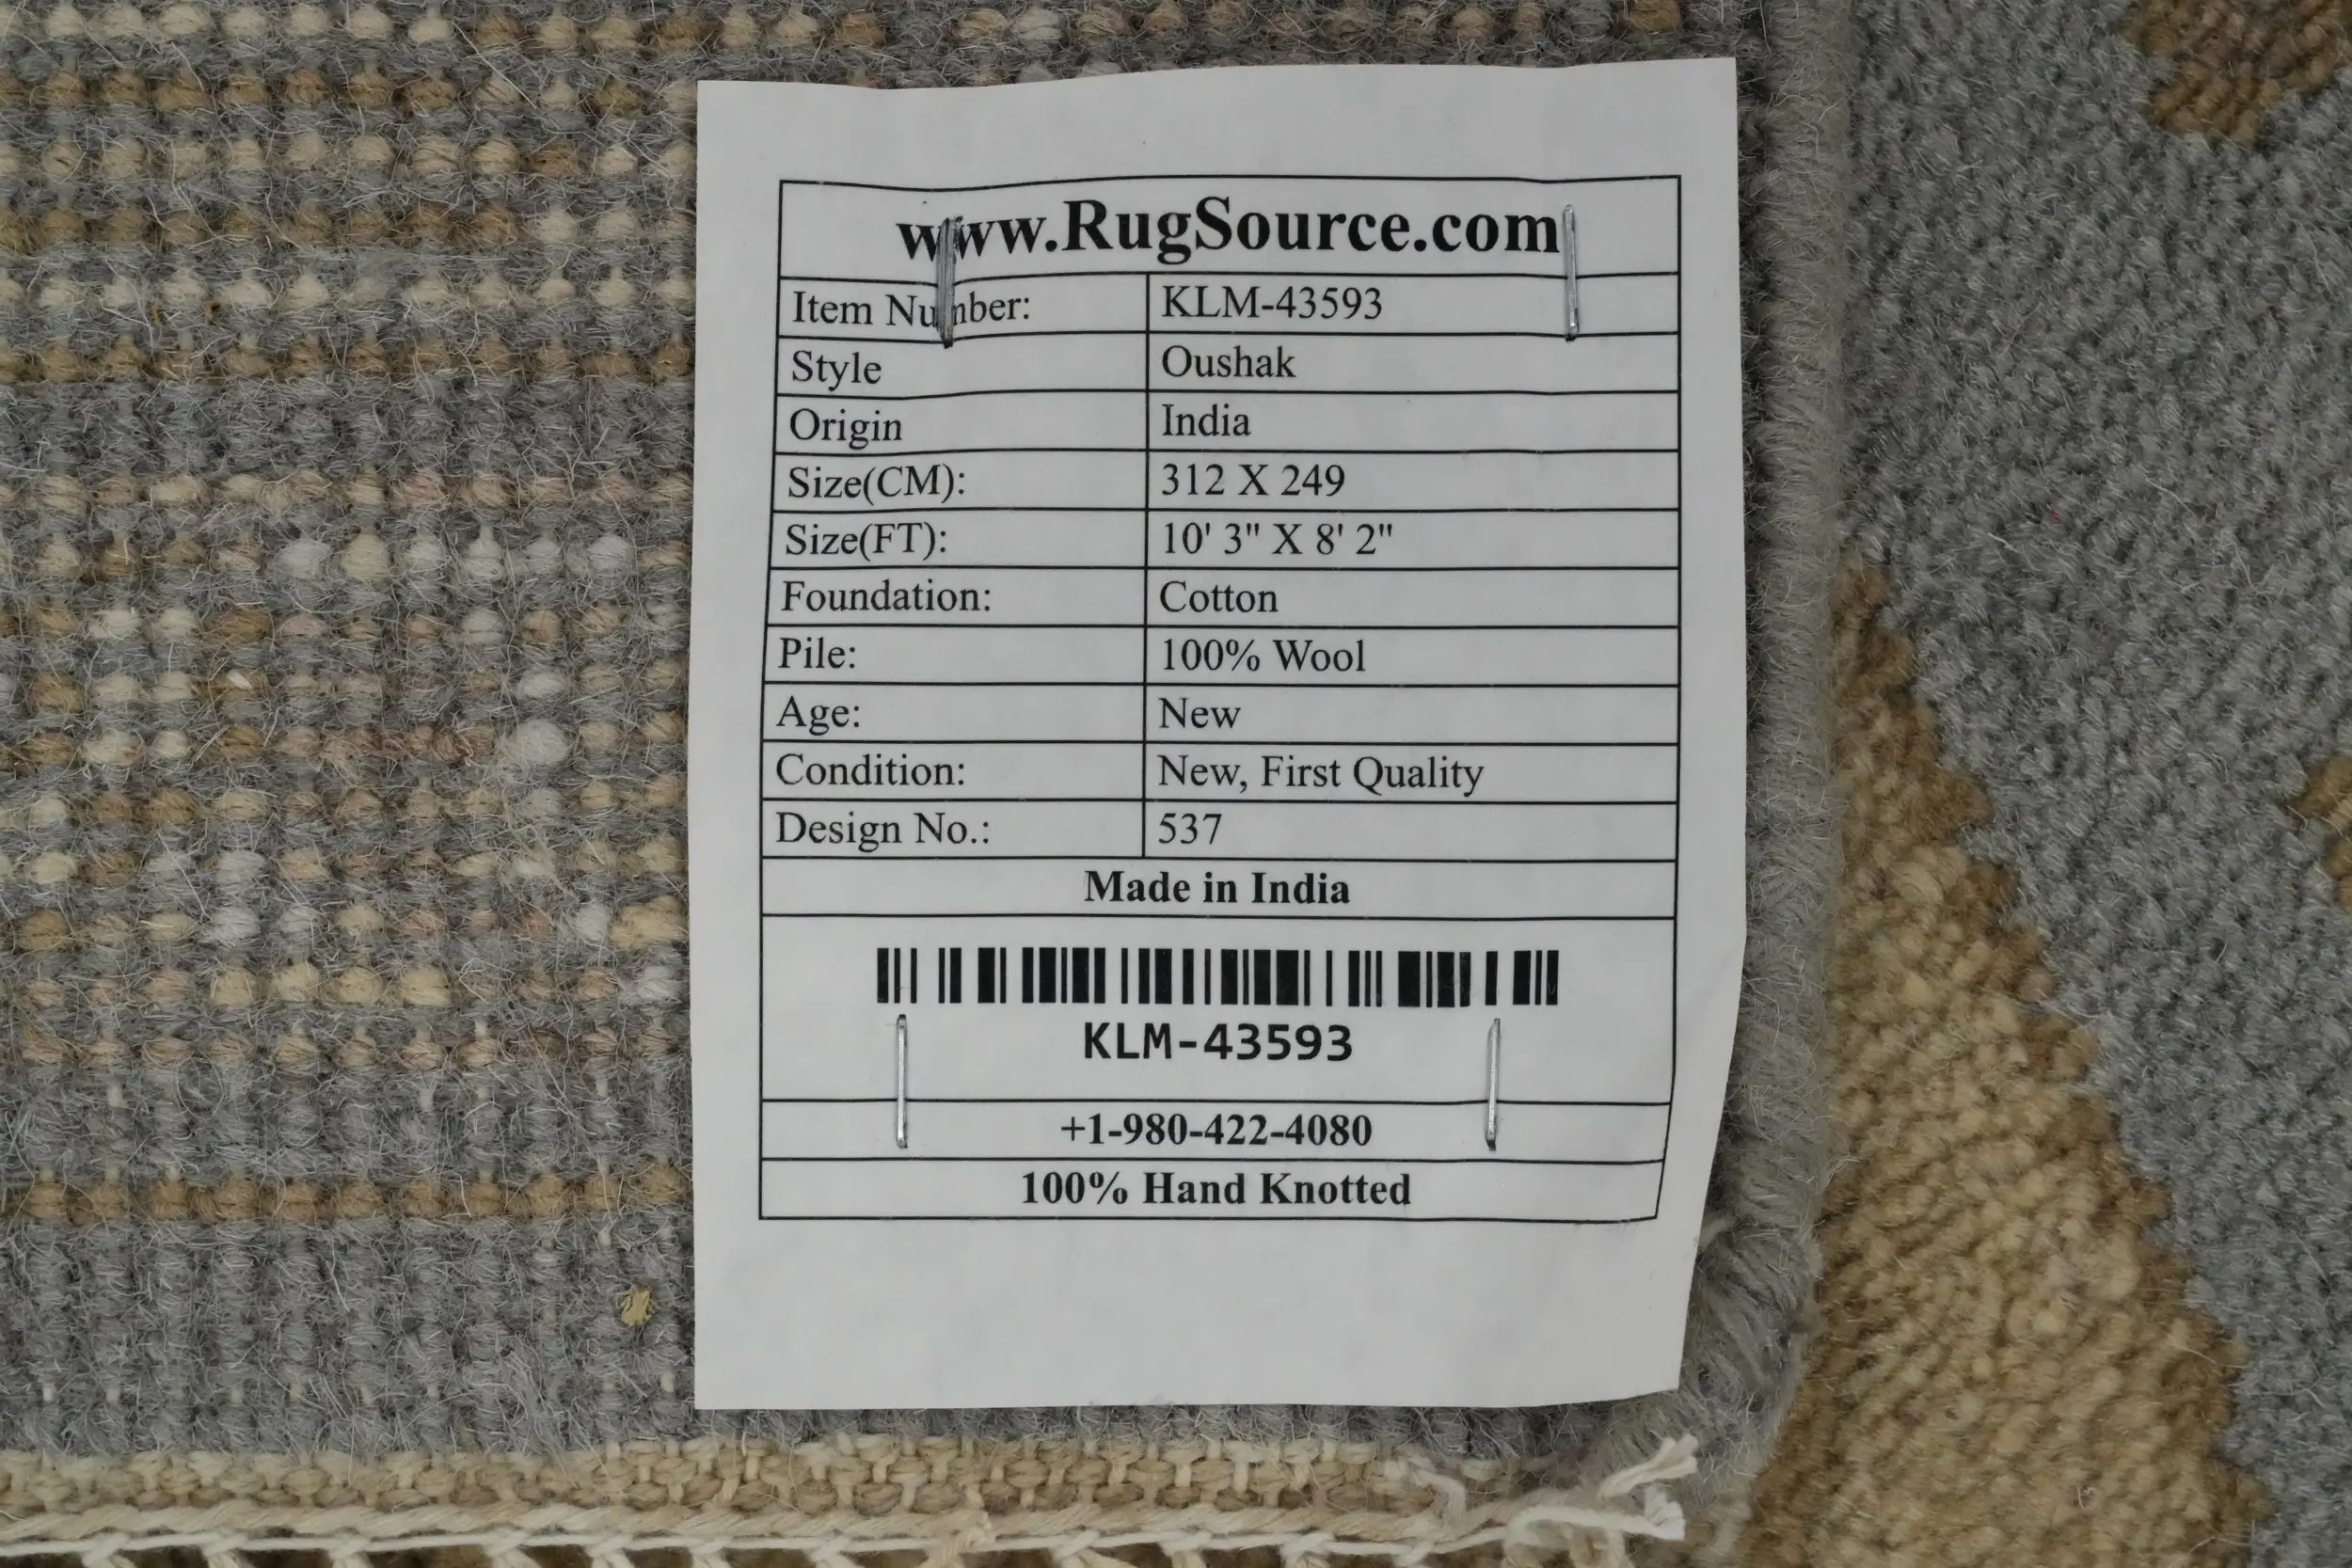 www.RugSource.com
Item Number: KLM-43593
Style Oushak
Origin India
Size(CM): 312 X 249
Size(FT): 10' 3" X 8' 2"
Foundation: Cotton
Pile: 100% Wool
Age: New
Condition: New, First Quality
Design No.: 537
Made in India
KLM-43593
+1-980-422-4080
100% Hand Knotted